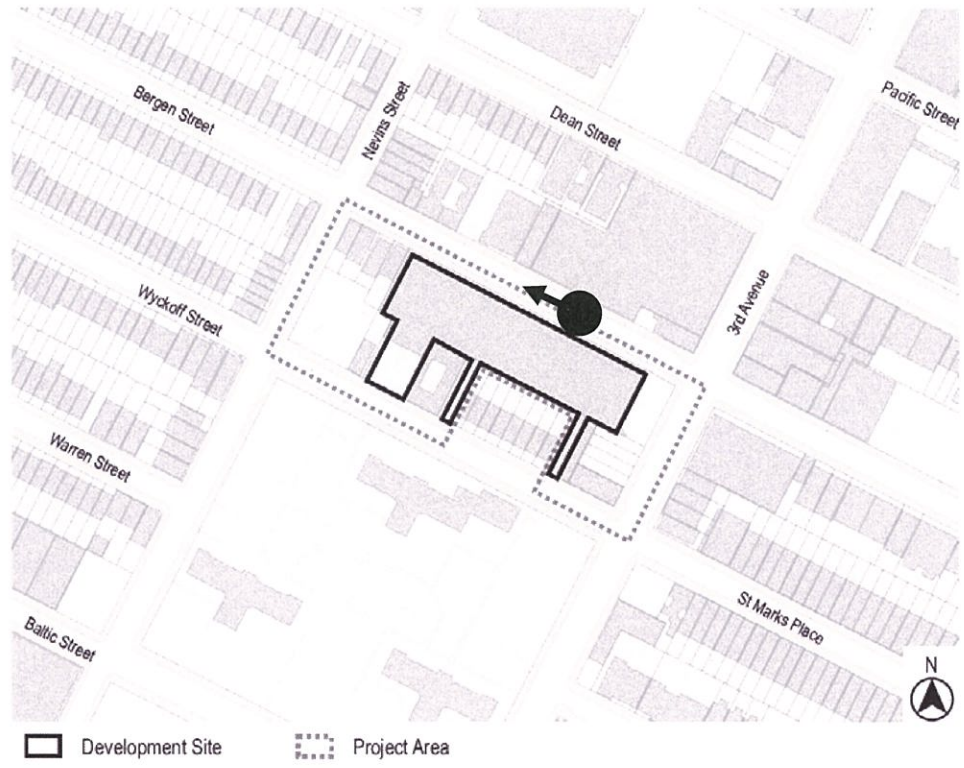 Bergen Street
Nevins Street
Dean Street
Pacific Street
Wyckoff Street
3rd Avenue
Warren Street
St Marks Place
Baltic Street
N
Development Site
Project Area